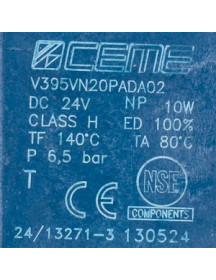 CEME
V395VN20PADA02
DC 24V NP 10W
CLASS H ED 100%
TF 140°C TA 80°C
P 6,5 bar
T CE NSF
COMPONENTS
24/13271-3 130524